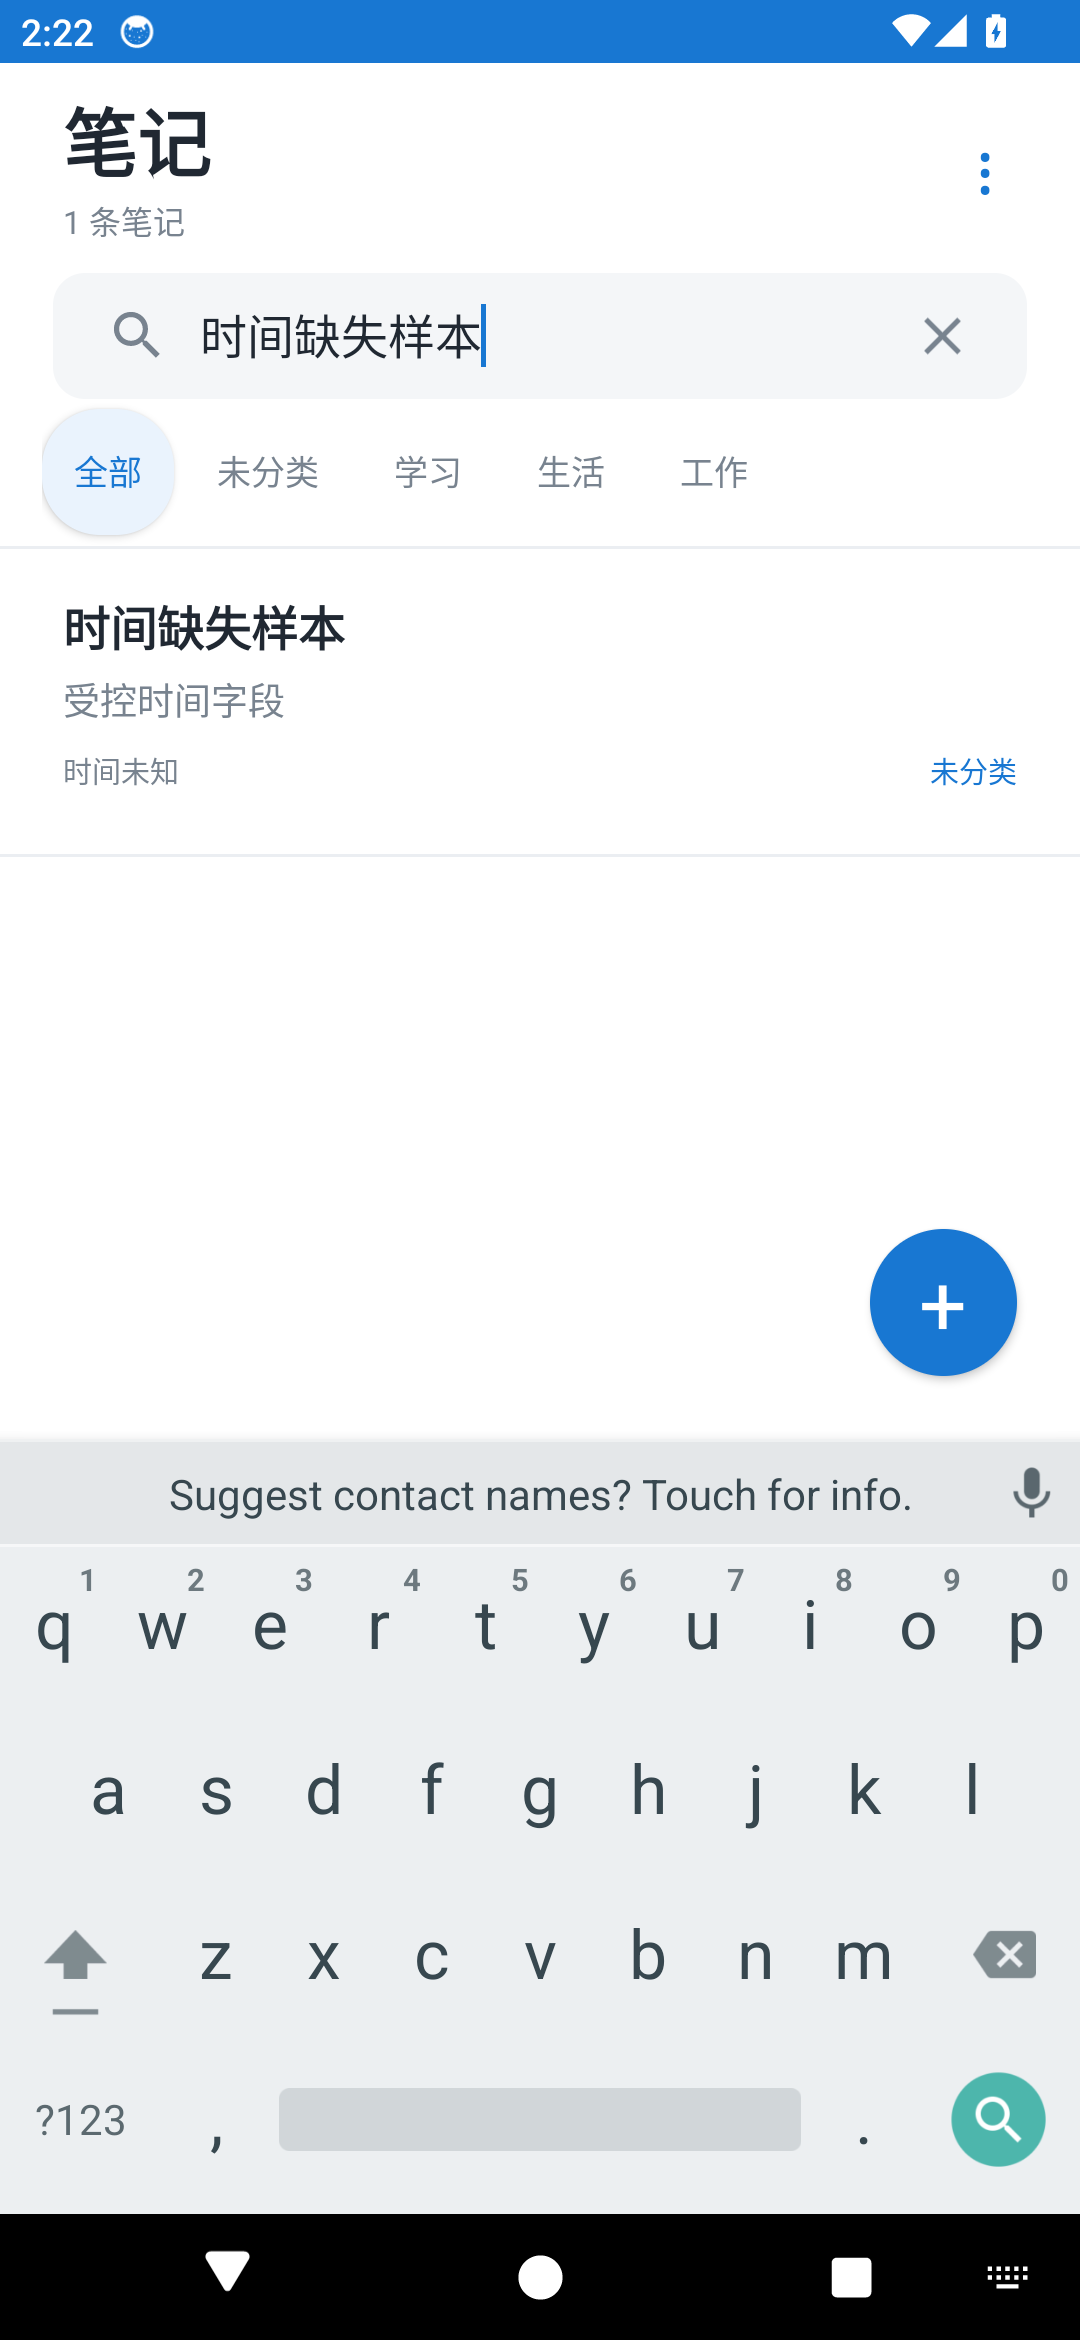 2:22
笔记
1 条笔记
时间缺失样本
全部 未分类 学习 生活 工作
时间缺失样本
受控时间字段
时间未知 未分类
+
Suggest contact names? Touch for info.
1 2 3 4 5 6 7 8 9 0
q w e r t y u i o p
a s d f g h j k l
z x c v b n m
?123 , .